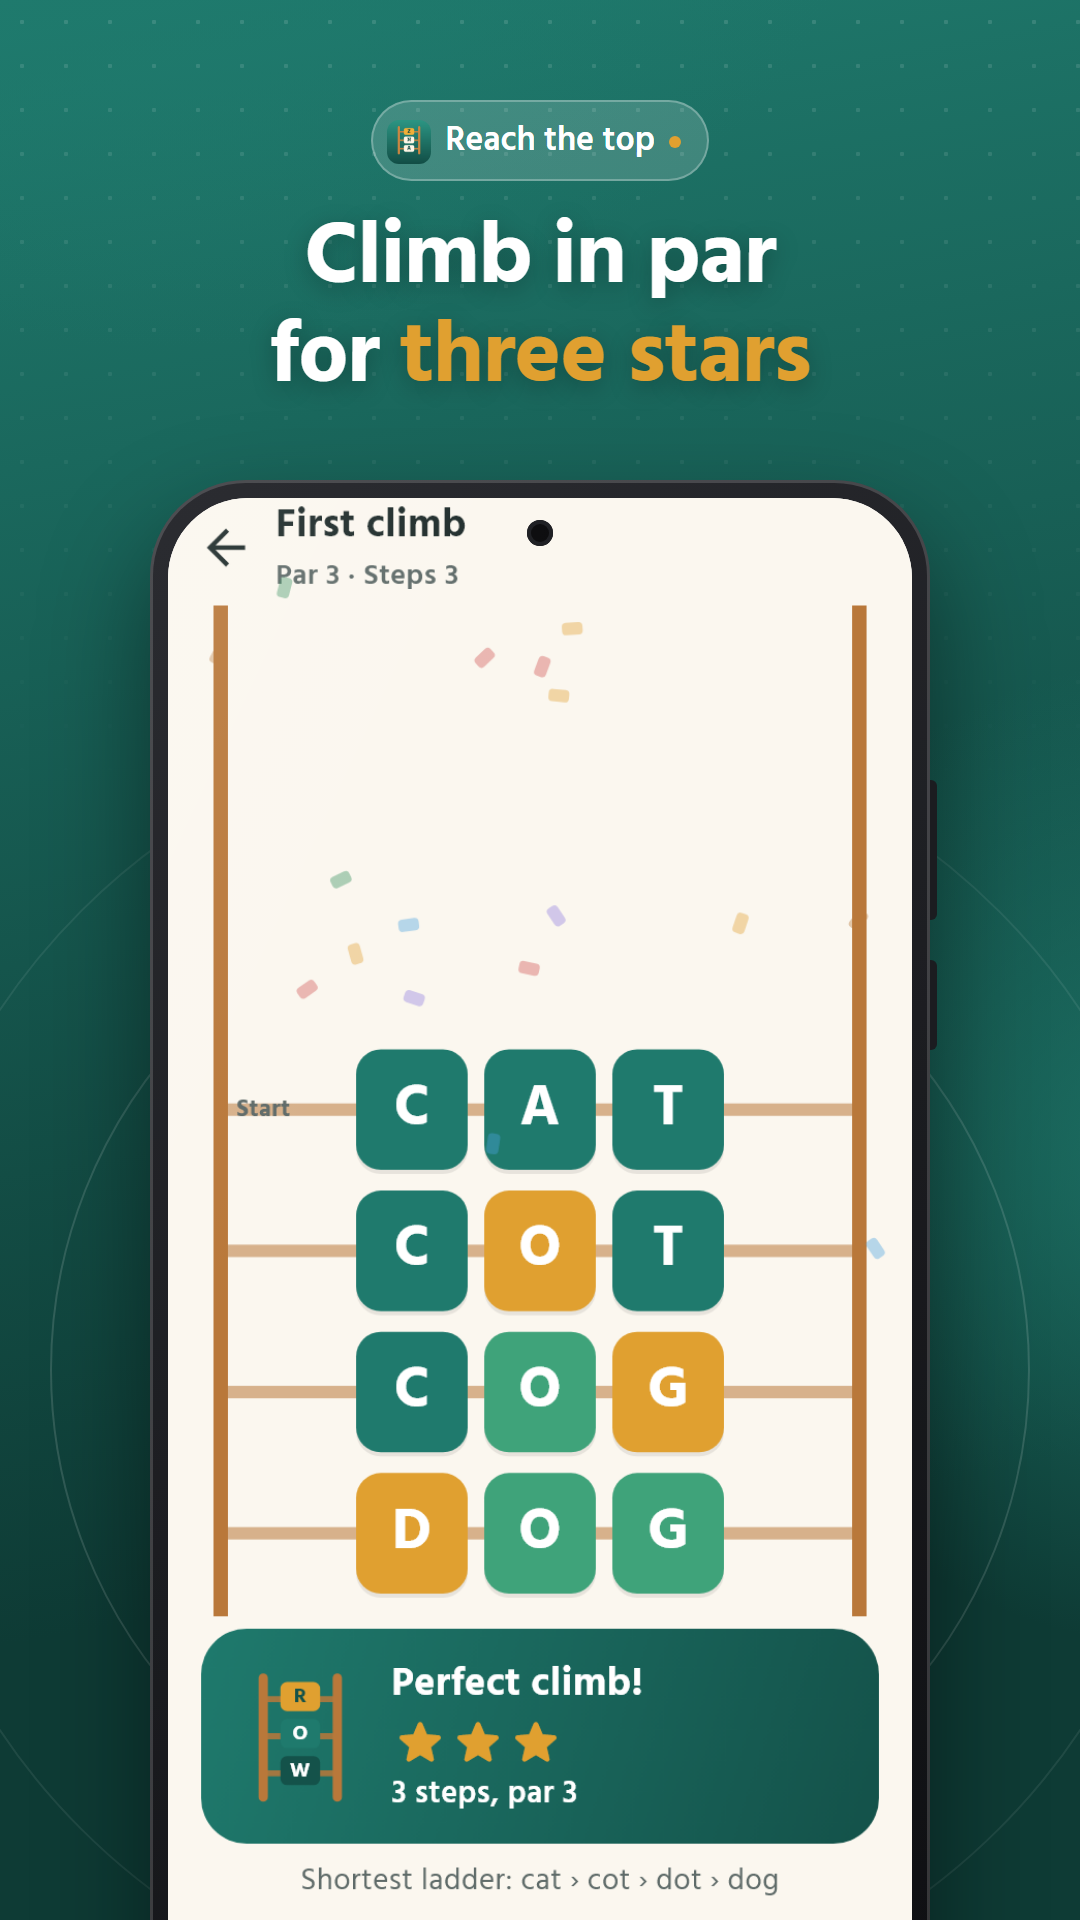 Reach the top
Climb in par
for three stars
First climb
Par 3 · Steps 3
Start
C A T
C O T
C O G
D O G
R
O
W
Perfect climb!
3 steps, par 3
Shortest ladder: cat › cot › dot › dog